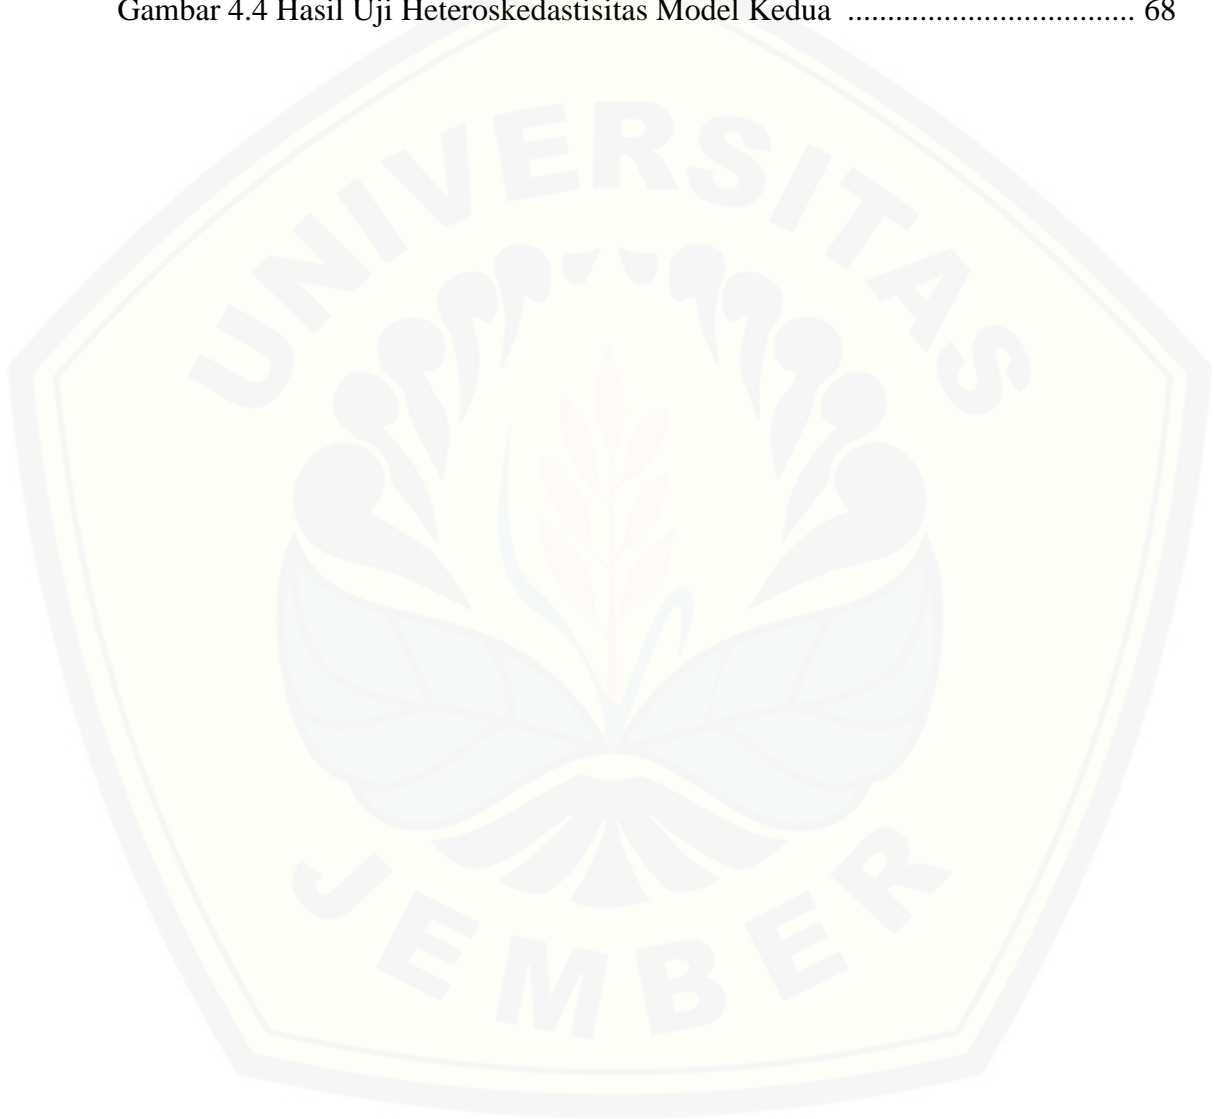 Gambar 4.4 Hasil Uji Heteroskedastisitas Model Kedua .................................... 68
UNIVERSITAS
JEMBER